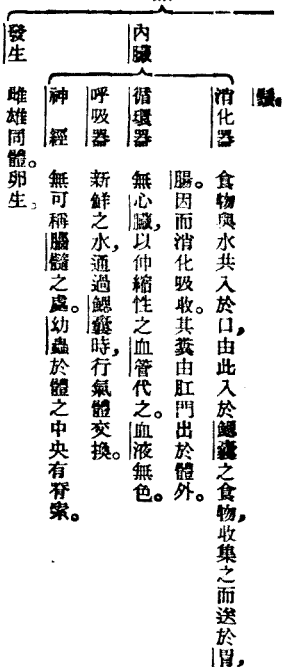 鬚。
內臟
消化器 食物與水共入於口,由此入於鰓囊之食物,收集之而送於胃,
腸。因而消化吸收。其糞由肛門出於體外。
循環器 無心臟,以伸縮性之血管代之。血液無色。
呼吸器 新鮮之水,通過鰓囊時,行氣體交換。
神經 無可稱腦髓之處。幼蟲於體之中央有脊索。
發生 雌雄同體。卵生。